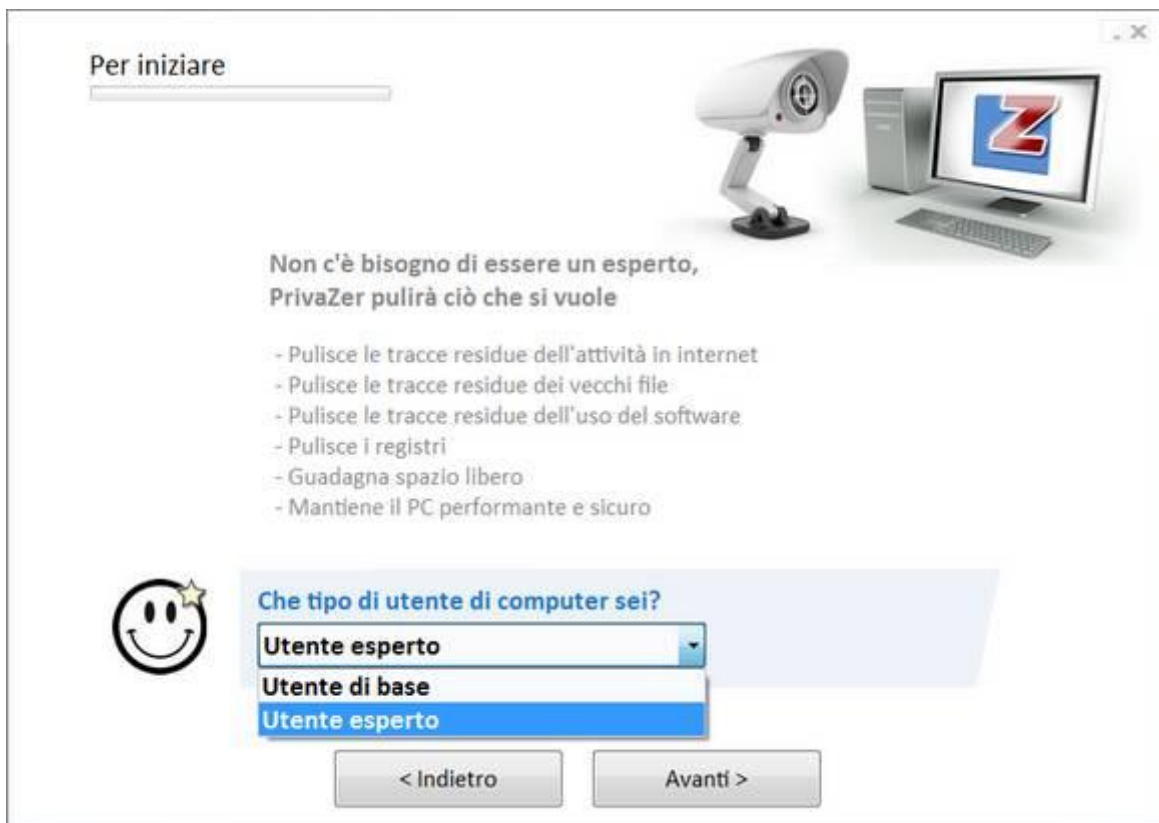 Per iniziare
Z
Non c'è bisogno di essere un esperto,
PrivaZer pulirà ciò che si vuole
- Pulisce le tracce residue dell'attività in internet
- Pulisce le tracce residue dei vecchi file
- Pulisce le tracce residue dell'uso del software
- Pulisce i registri
- Guadagna spazio libero
- Mantiene il PC performante e sicuro
Che tipo di utente di computer sei?
Utente esperto
Utente di base
Utente esperto
< Indietro
Avanti >